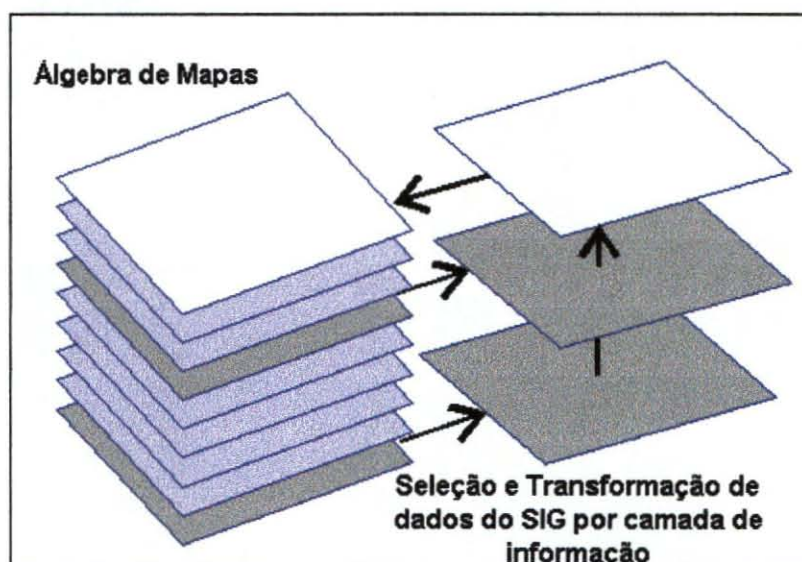 Álgebra de Mapas
Seleção e Transformação de
dados do SIG por camada de
informação